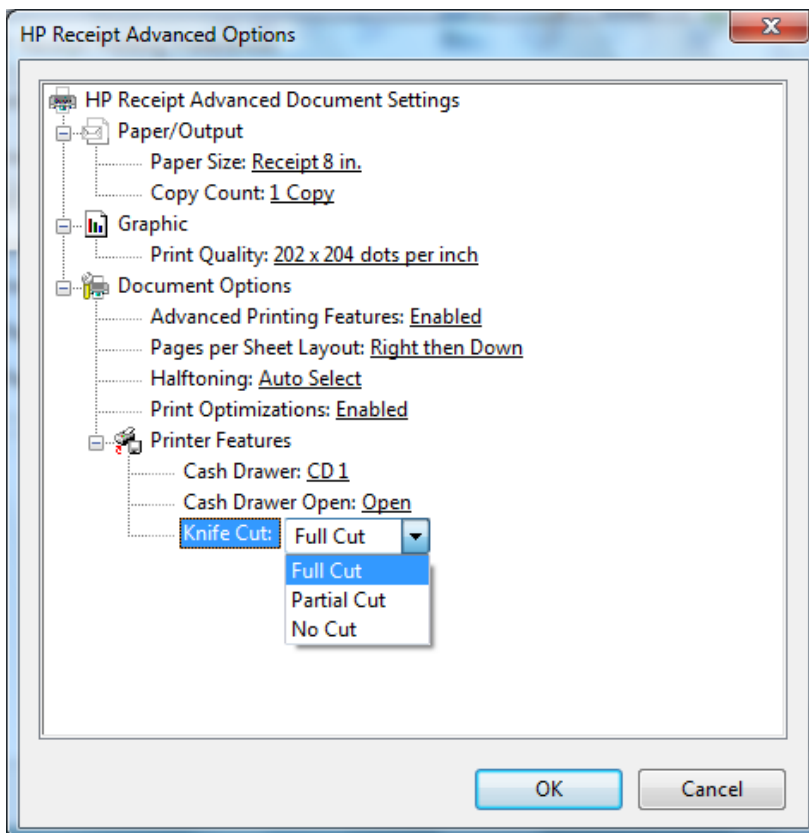 HP Receipt Advanced Options
HP Receipt Advanced Document Settings
Paper/Output
Paper Size: Receipt 8 in.
Copy Count: 1 Copy
Graphic
Print Quality: 202 x 204 dots per inch
Document Options
Advanced Printing Features: Enabled
Pages per Sheet Layout: Right then Down
Halftoning: Auto Select
Print Optimizations: Enabled
Printer Features
Cash Drawer: CD 1
Cash Drawer Open: Open
Knife Cut: Full Cut
Full Cut
Partial Cut
No Cut
OK Cancel